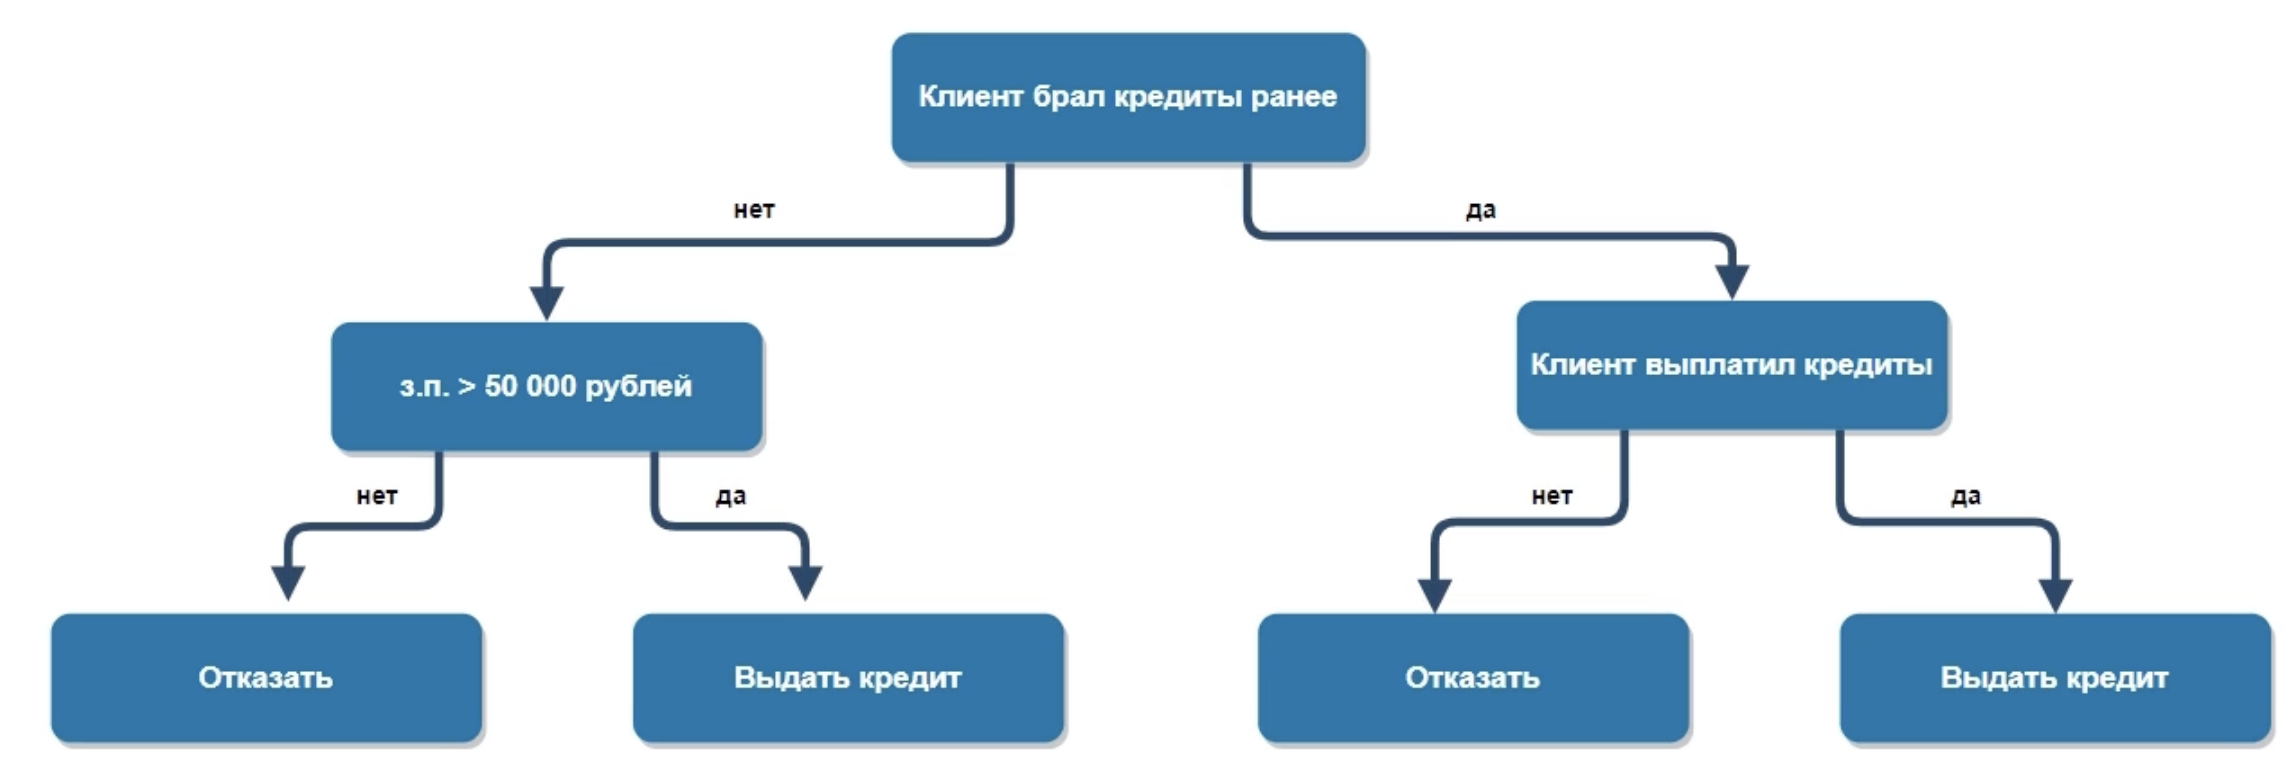 Клиент брал кредиты ранее
нет
да
з.п. > 50 000 рублей
Клиент выплатил кредиты
нет
да
нет
да
Отказать
Выдать кредит
Отказать
Выдать кредит